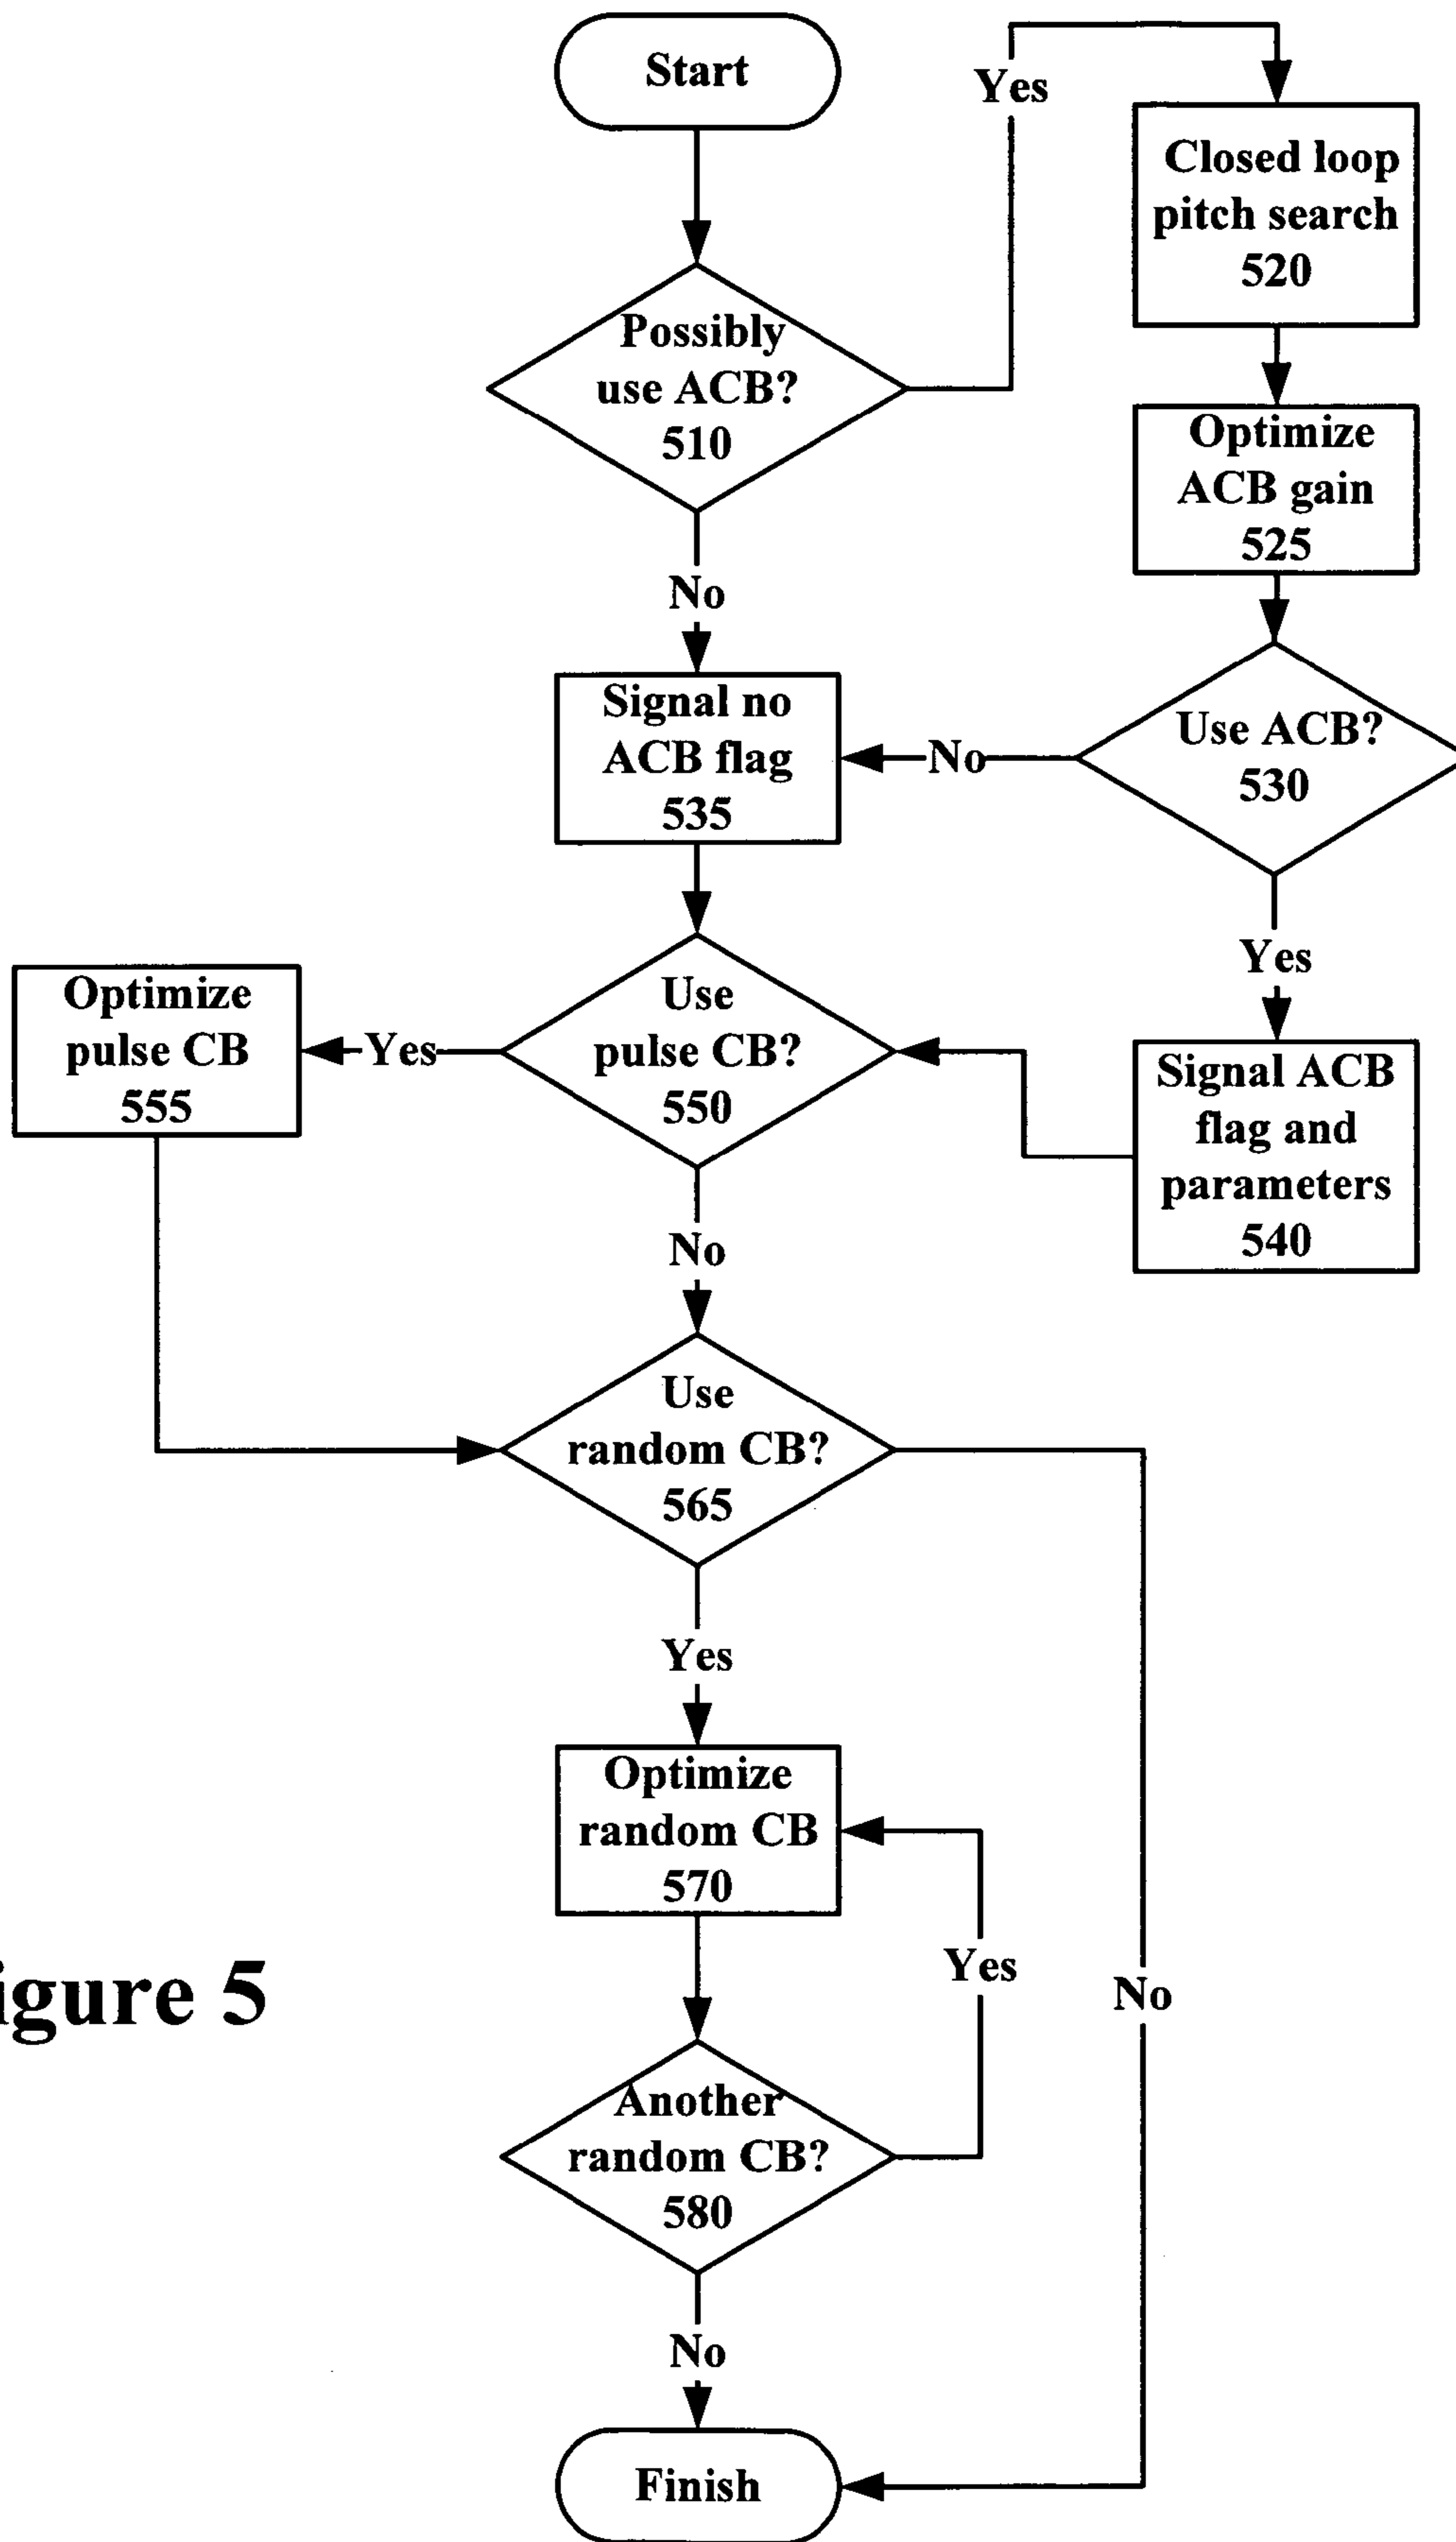 Start
Yes
Closed loop
pitch search
520
Possibly
use ACB?
510
Optimize
ACB gain
525
No
Signal no
ACB flag
535
No
Use ACB?
530
Yes
Optimize
pulse CB
555
Yes
Use
pulse CB?
550
Signal ACB
flag and
parameters
540
No
Use
random CB?
565
Yes
Optimize
random CB
570
Yes
No
igure 5
Another
random CB?
580
No
Finish